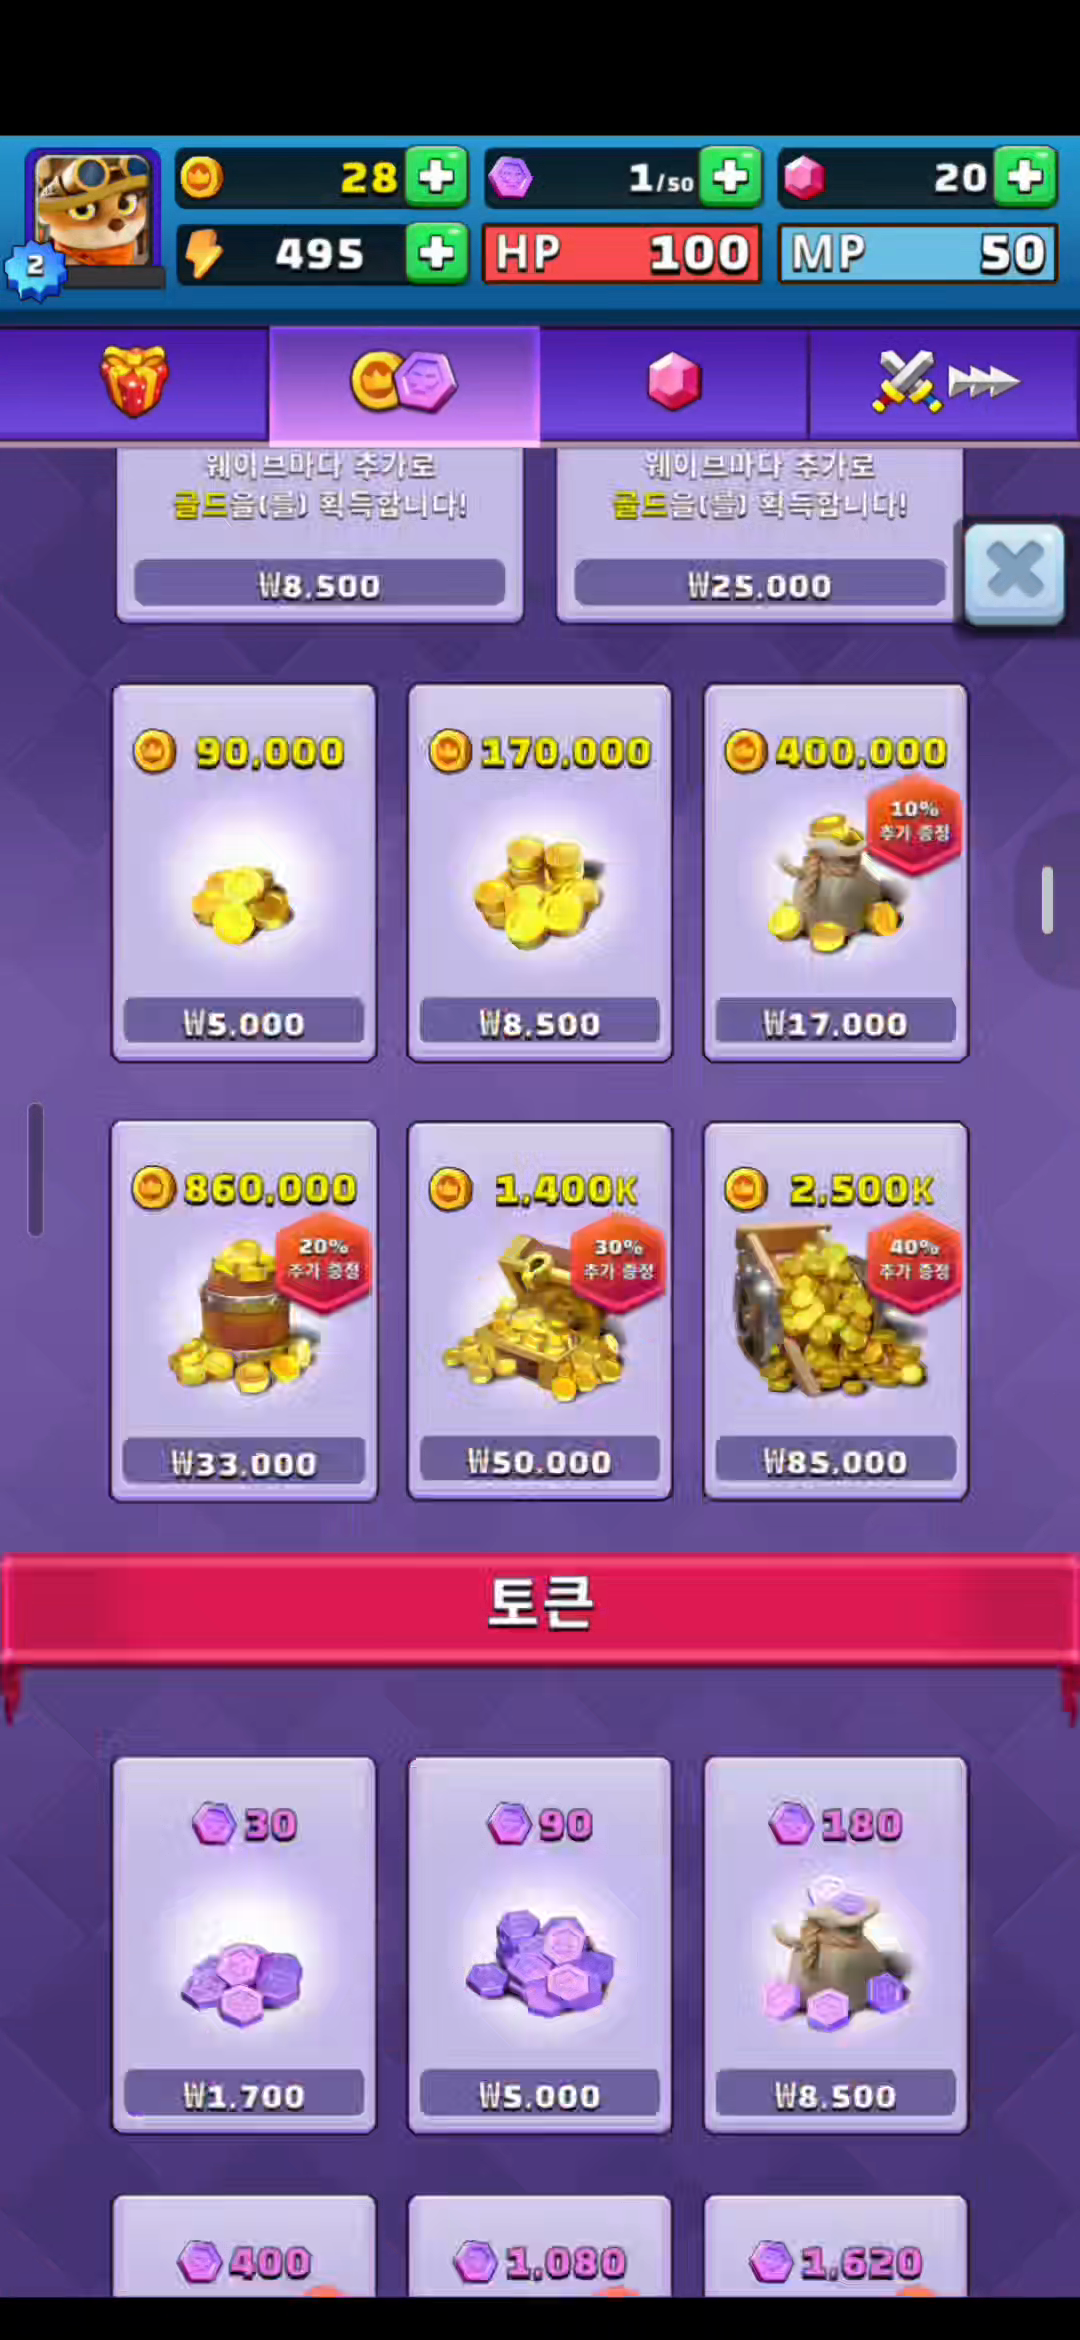 28
1/50
20
2
495
HP 100
MP 50
웨이브마다 추가로
골드을(를) 획득합니다!
₩8,500
웨이브마다 추가로
골드을(를) 획득합니다!
₩25,000
90,000
₩5,000
170,000
₩8,500
400,000
10%
추가 증정
₩17,000
860,000
20%
추가 증정
₩33,000
1,400K
30%
추가 증정
₩50,000
2,500K
40%
추가 증정
₩85,000
토큰
30
₩1,700
90
₩5,000
180
₩8,500
400
1,080
1,620